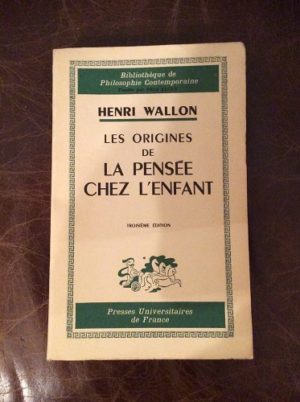 Bibliothèque de
Philosophie Contemporaine
HENRI WALLON
LES ORIGINES
DE
LA PENSÉE
CHEZ L'ENFANT
TROISIÈME ÉDITION
Presses Universitaires
de France